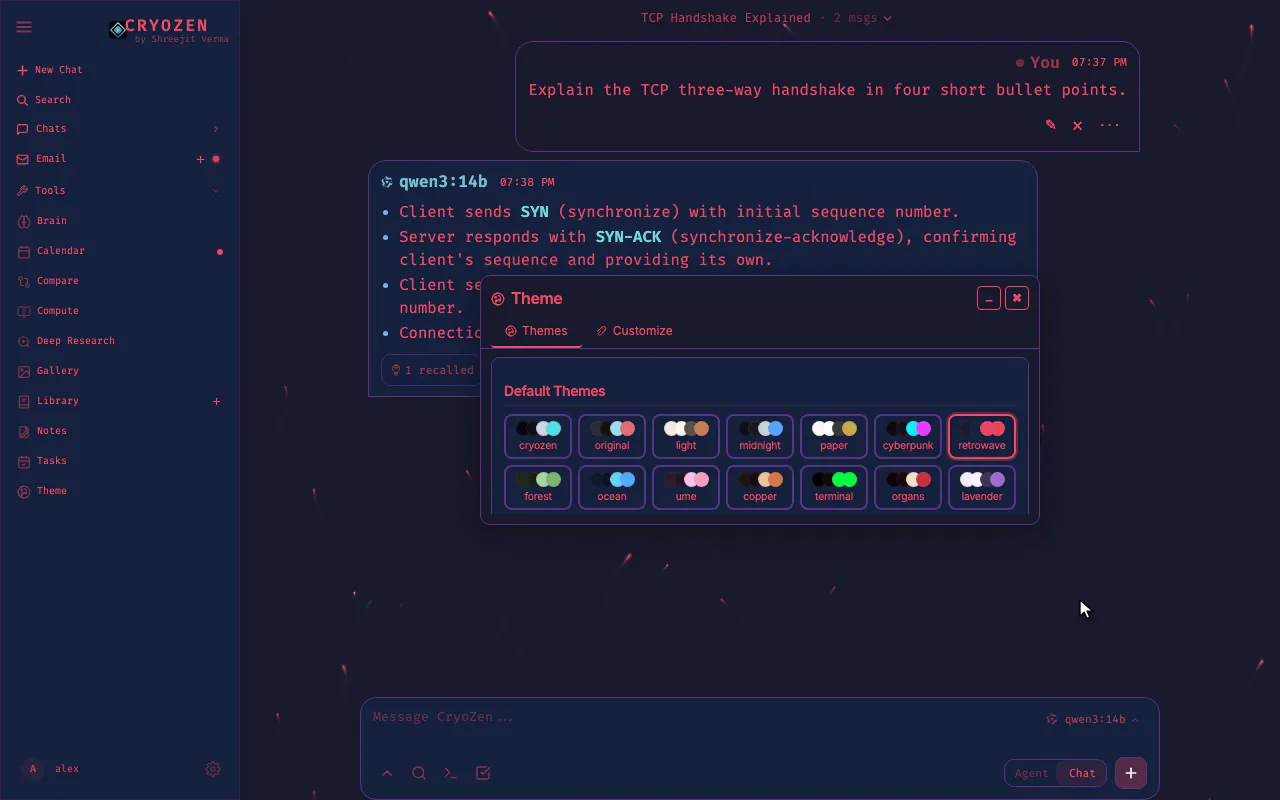 CRYOZEN
by Shreejit Verma
New Chat
Search
Chats
Email
Tools
Brain
Calendar
Compare
Compute
Deep Research
Gallery
Library
Notes
Tasks
Theme
A alex
TCP Handshake Explained · 2 msgs
You 07:37 PM
Explain the TCP three-way handshake in four short bullet points.
qwen3:14b 07:38 PM
• Client sends SYN (synchronize) with initial sequence number.
• Server responds with SYN-ACK (synchronize-acknowledge), confirming
client's sequence and providing its own.
• Client se
number.
• Connectio
1 recalled
Theme
Themes Customize
Default Themes
cryozen original light midnight paper cyberpunk retrowave
forest ocean ume copper terminal organs lavender
Message CryoZen...
qwen3:14b
Agent Chat